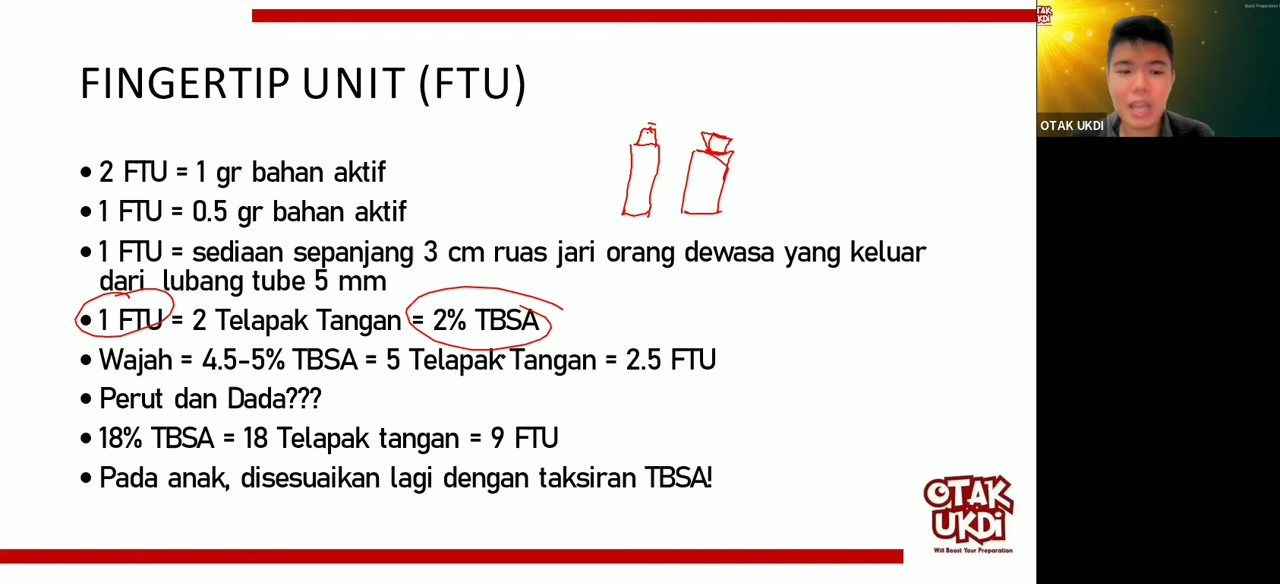 FINGERTIP UNIT (FTU)
• 2 FTU = 1 gr bahan aktif
• 1 FTU = 0.5 gr bahan aktif
• 1 FTU = sediaan sepanjang 3 cm ruas jari orang dewasa yang keluar
dari lubang tube 5 mm
• 1 FTU = 2 Telapak Tangan = 2% TBSA
• Wajah = 4.5-5% TBSA = 5 Telapak Tangan = 2.5 FTU
• Perut dan Dada???
• 18% TBSA = 18 Telapak tangan = 9 FTU
• Pada anak, disesuaikan lagi dengan taksiran TBSA!
OTAK
UKDi
Will Boost Your Preparation
OTAK UKDI